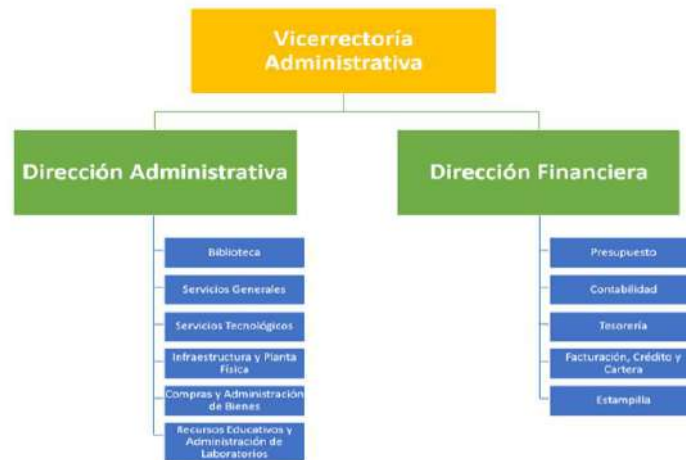 Vicerrectoría
Administrativa
Dirección Administrativa
Biblioteca
Servicios Generales
Servicios Tecnológicos
Infraestructura y Planta
Física
Compras y Administración
de Bienes
Recursos Educativos y
Administración de
Laboratorios
Dirección Financiera
Presupuesto
Contabilidad
Tesorería
Facturación, Crédito y
Cartera
Estampilla